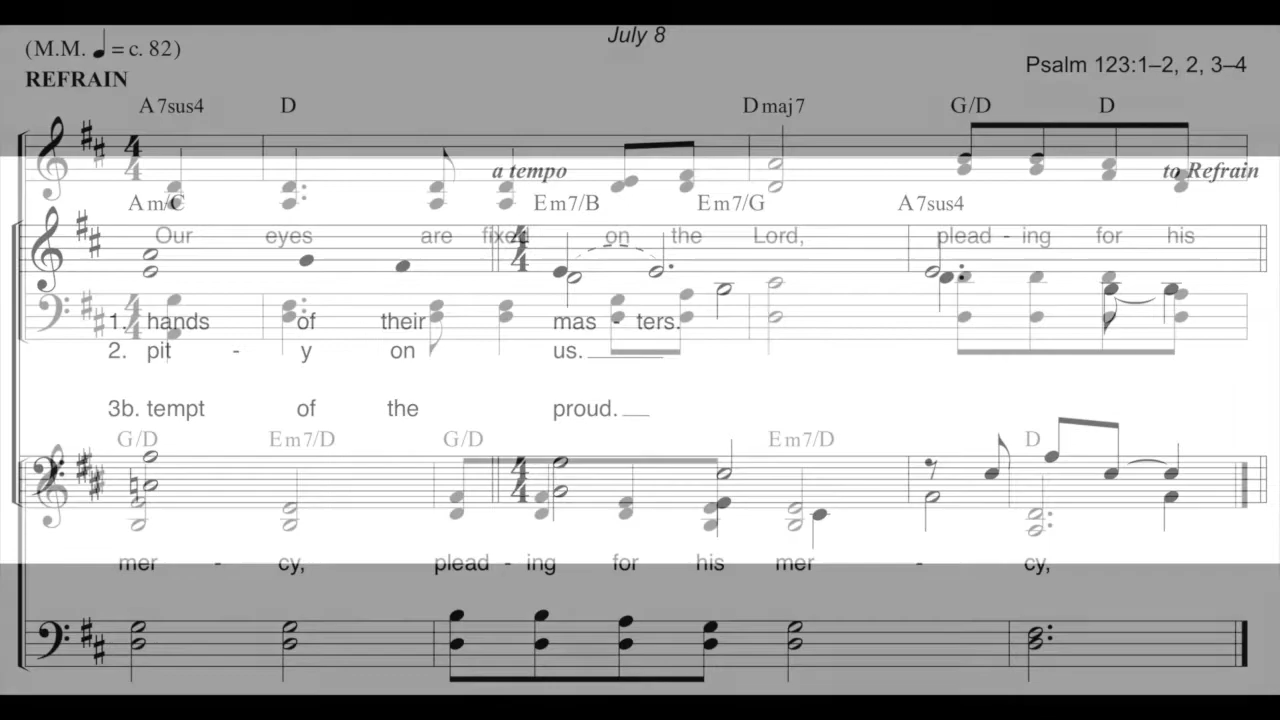 July 8
(M.M. ♩ = c. 82)
Psalm 123:1–2, 2, 3–4
REFRAIN
A7sus4 D Dmaj7 G/D D
a tempo to Refrain
Am/C Em7/B Em7/G A7sus4
Our eyes are fixed on the Lord, plead - ing for his
1. hands of their mas - ters.
2. pit - y on us.
3b. tempt of the proud.
G/D Em7/D G/D Em7/D D
mer - cy, plead - ing for his mer - cy,